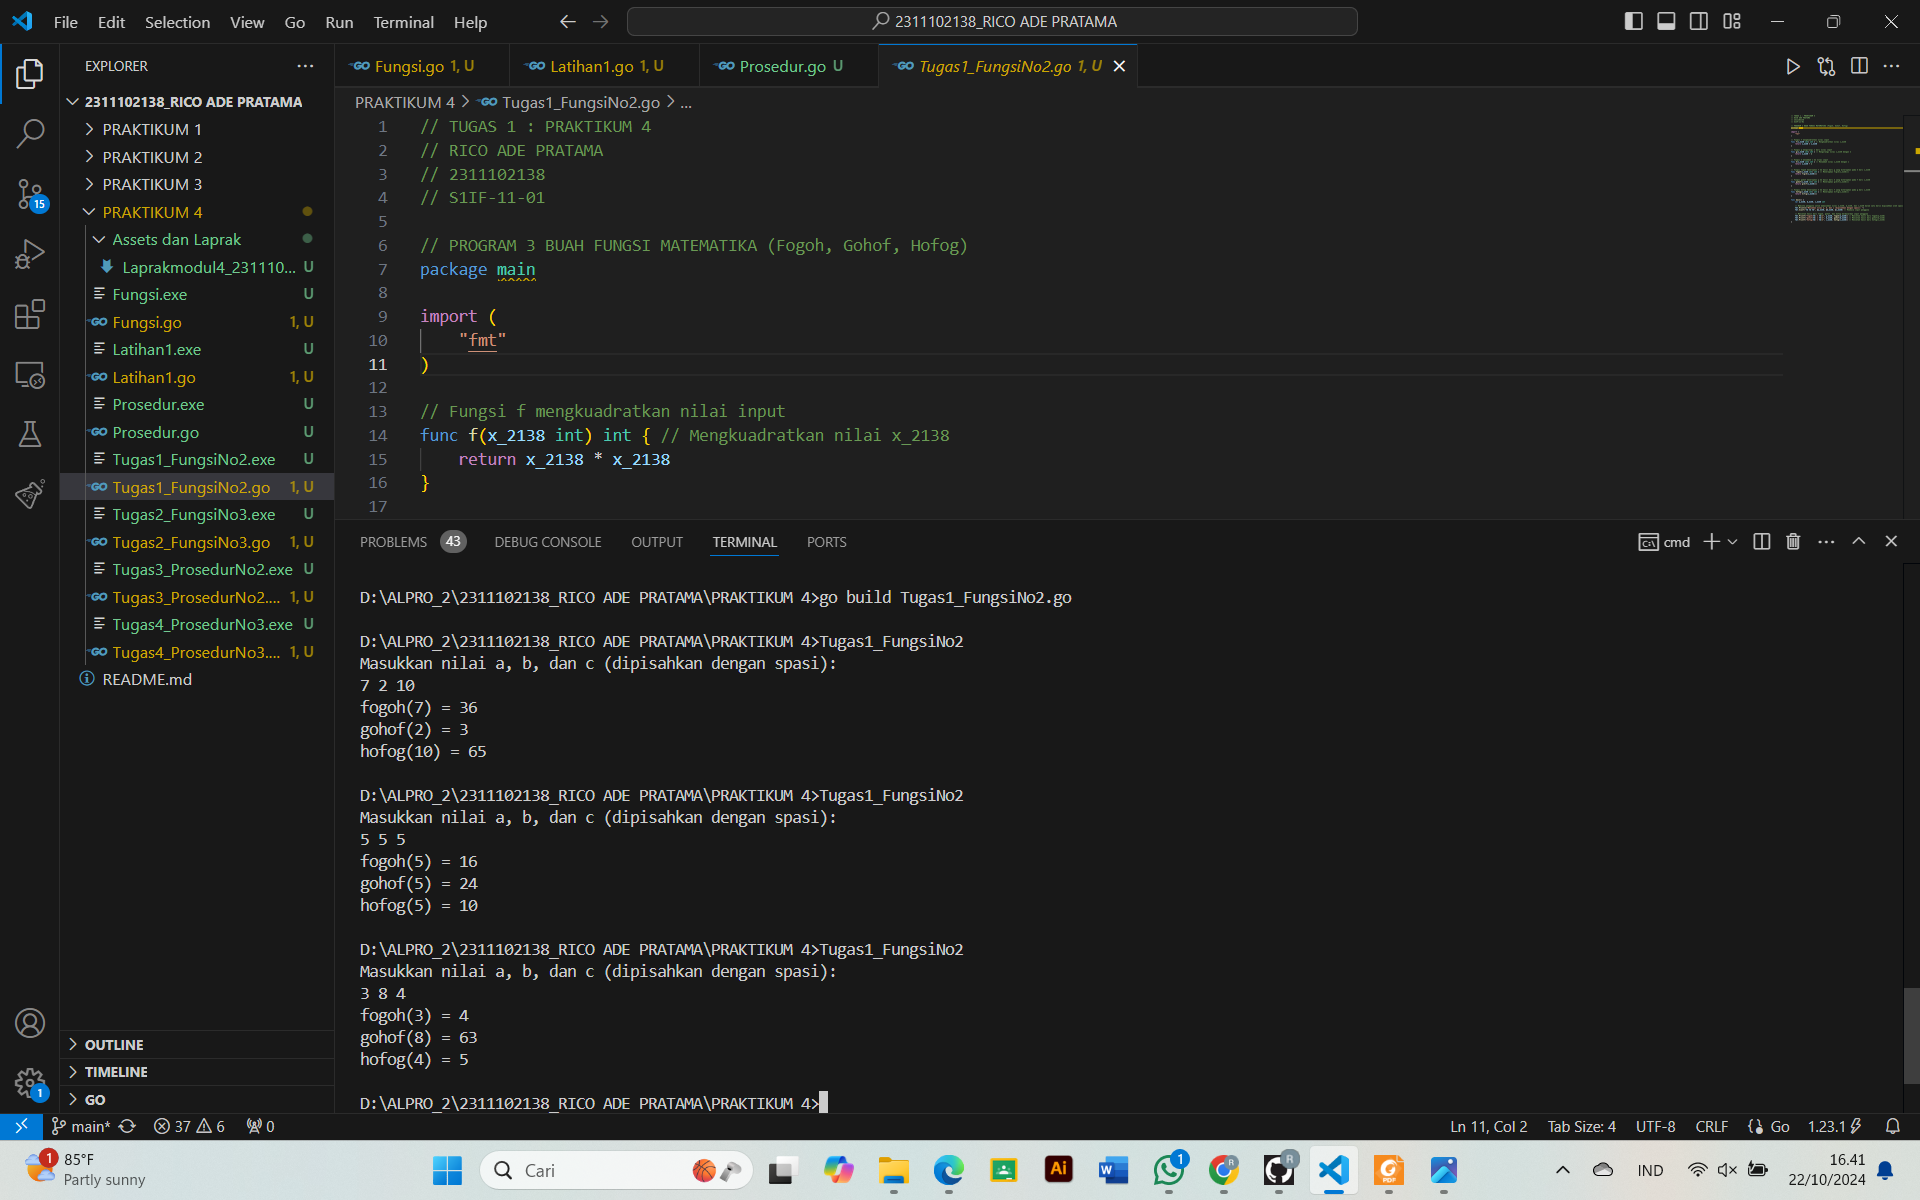 File Edit Selection View Go Run Terminal Help
2311102138_RICO ADE PRATAMA
EXPLORER
2311102138_RICO ADE PRATAMA
PRAKTIKUM 1
PRAKTIKUM 2
PRAKTIKUM 3
PRAKTIKUM 4
Assets dan Laprak
Laprakmodul4_231110... U
Fungsi.exe U
Fungsi.go 1, U
Latihan1.exe U
Latihan1.go 1, U
Prosedur.exe U
Prosedur.go U
Tugas1_FungsiNo2.exe U
Tugas1_FungsiNo2.go 1, U
Tugas2_FungsiNo3.exe U
Tugas2_FungsiNo3.go 1, U
Tugas3_ProsedurNo2.exe U
Tugas3_ProsedurNo2.... 1, U
Tugas4_ProsedurNo3.exe U
Tugas4_ProsedurNo3.... 1, U
README.md
OUTLINE
TIMELINE
GO
15
1
GO Fungsi.go 1, U
GO Latihan1.go 1, U
GO Prosedur.go U
GO Tugas1_FungsiNo2.go 1, U
PRAKTIKUM 4 > GO Tugas1_FungsiNo2.go > ...
1 // TUGAS 1 : PRAKTIKUM 4
2 // RICO ADE PRATAMA
3 // 2311102138
4 // S1IF-11-01
5
6 // PROGRAM 3 BUAH FUNGSI MATEMATIKA (Fogoh, Gohof, Hofog)
7 package main
8
9 import (
10 "fmt"
11 )
12
13 // Fungsi f mengkuadratkan nilai input
14 func f(x_2138 int) int { // Mengkuadratkan nilai x_2138
15 return x_2138 * x_2138
16 }
17
PROBLEMS 43 DEBUG CONSOLE OUTPUT TERMINAL PORTS
cmd
D:\ALPRO_2\2311102138_RICO ADE PRATAMA\PRAKTIKUM 4>go build Tugas1_FungsiNo2.go
D:\ALPRO_2\2311102138_RICO ADE PRATAMA\PRAKTIKUM 4>Tugas1_FungsiNo2
Masukkan nilai a, b, dan c (dipisahkan dengan spasi):
7 2 10
fogoh(7) = 36
gohof(2) = 3
hofog(10) = 65
D:\ALPRO_2\2311102138_RICO ADE PRATAMA\PRAKTIKUM 4>Tugas1_FungsiNo2
Masukkan nilai a, b, dan c (dipisahkan dengan spasi):
5 5 5
fogoh(5) = 16
gohof(5) = 24
hofog(5) = 10
D:\ALPRO_2\2311102138_RICO ADE PRATAMA\PRAKTIKUM 4>Tugas1_FungsiNo2
Masukkan nilai a, b, dan c (dipisahkan dengan spasi):
3 8 4
fogoh(3) = 4
gohof(8) = 63
hofog(4) = 5
D:\ALPRO_2\2311102138_RICO ADE PRATAMA\PRAKTIKUM 4>
main* 37 6 0
Ln 11, Col 2 Tab Size: 4 UTF-8 CRLF Go 1.23.1
1
85°F
Partly sunny
Cari
Ai
W
1
R
R
PDF
IND
16.41
22/10/2024